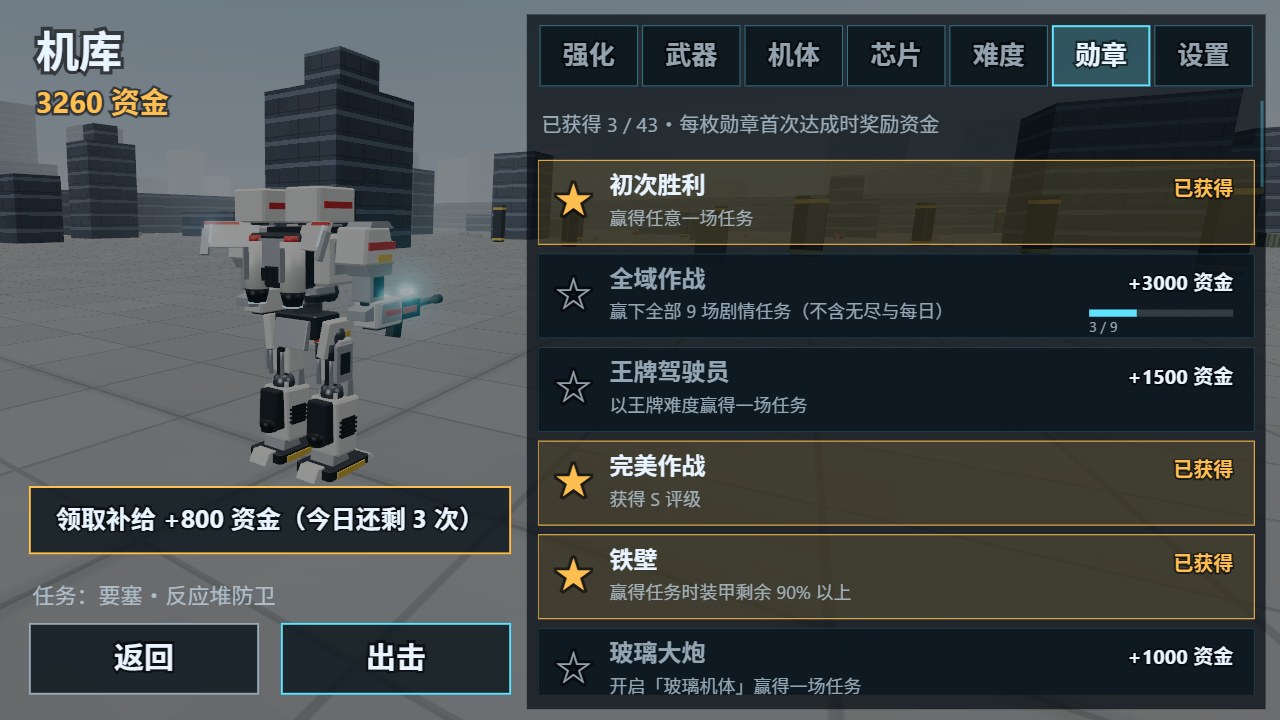 机库
3260 资金
强化
武器
机体
芯片
难度
勋章
设置
已获得 3 / 43・每枚勋章首次达成时奖励资金
初次胜利
已获得
赢得任意一场任务
全域作战
+3000 资金
赢下全部 9 场剧情任务（不含无尽与每日）
3 / 9
王牌驾驶员
+1500 资金
以王牌难度赢得一场任务
完美作战
已获得
获得 S 评级
铁壁
已获得
赢得任务时装甲剩余 90% 以上
玻璃大炮
+1000 资金
开启「玻璃机体」赢得一场任务
领取补给 +800 资金（今日还剩 3 次）
任务：要塞・反应堆防卫
返回
出击